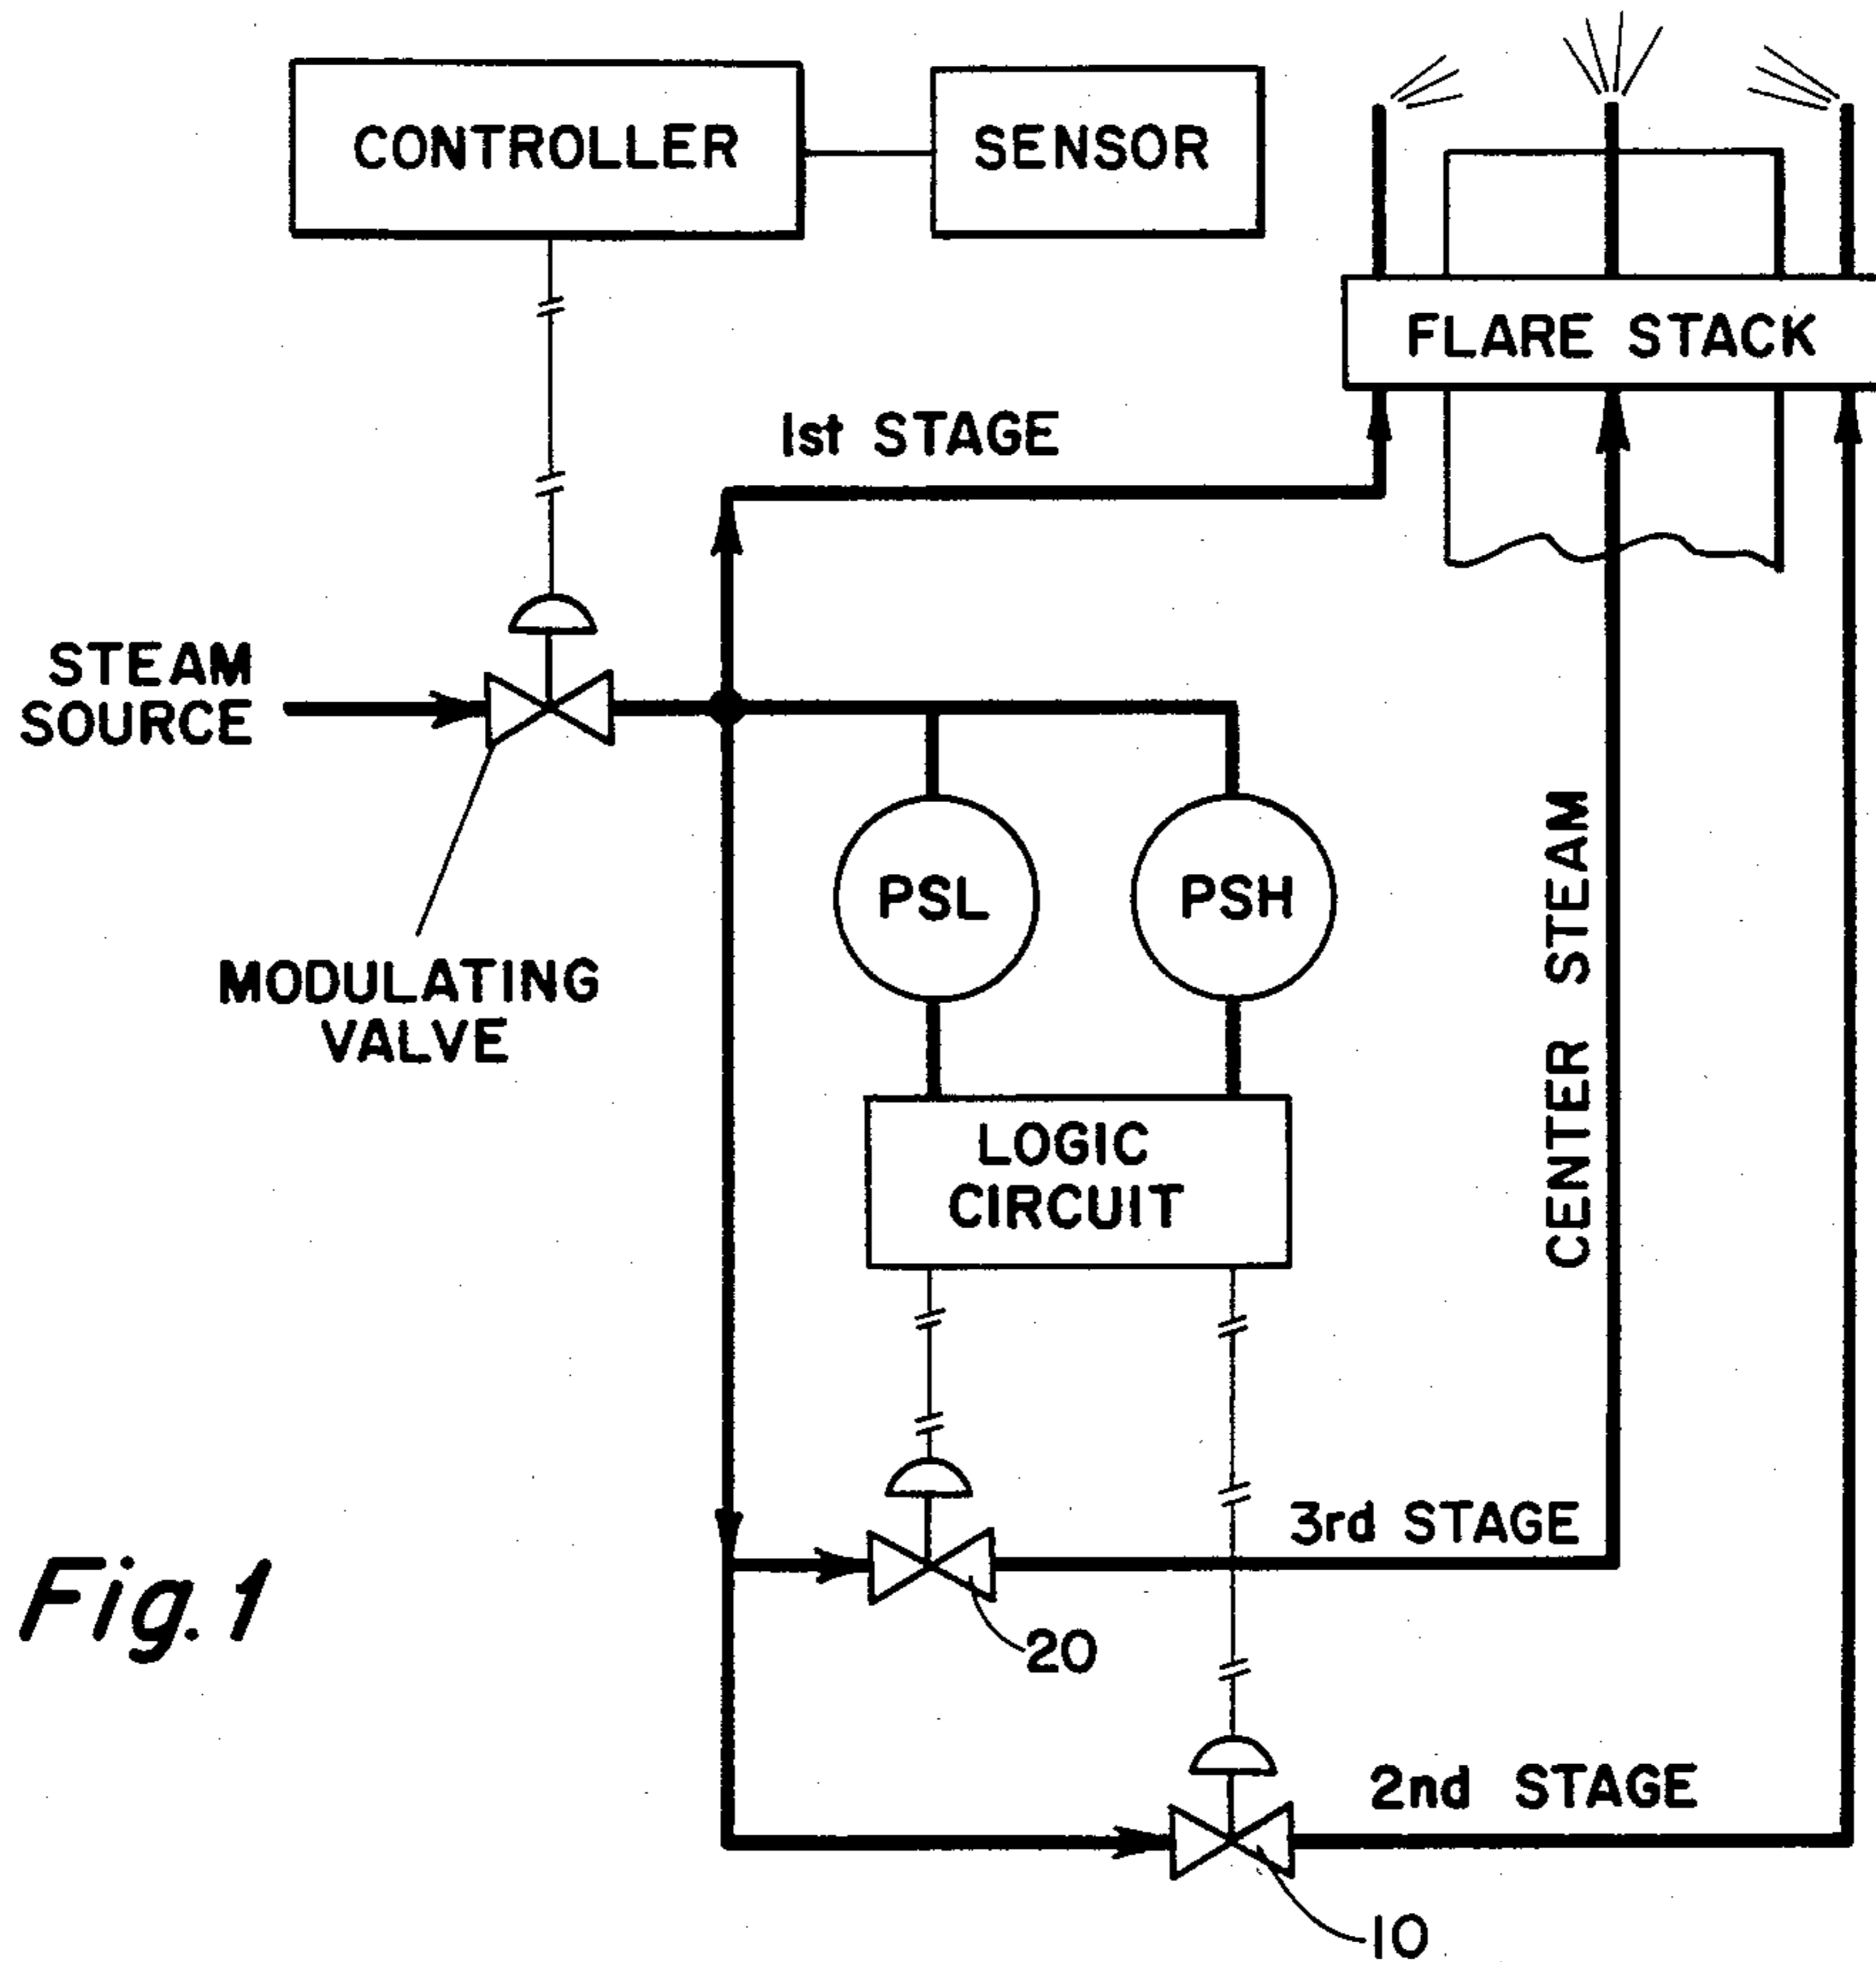 CONTROLLER
SENSOR
FLARE STACK
1st STAGE
STEAM
SOURCE
PSL
PSH
MODULATING
VALVE
CENTER STEAM
LOGIC
CIRCUIT
3rd STAGE
20
Fig.1
2nd STAGE
10